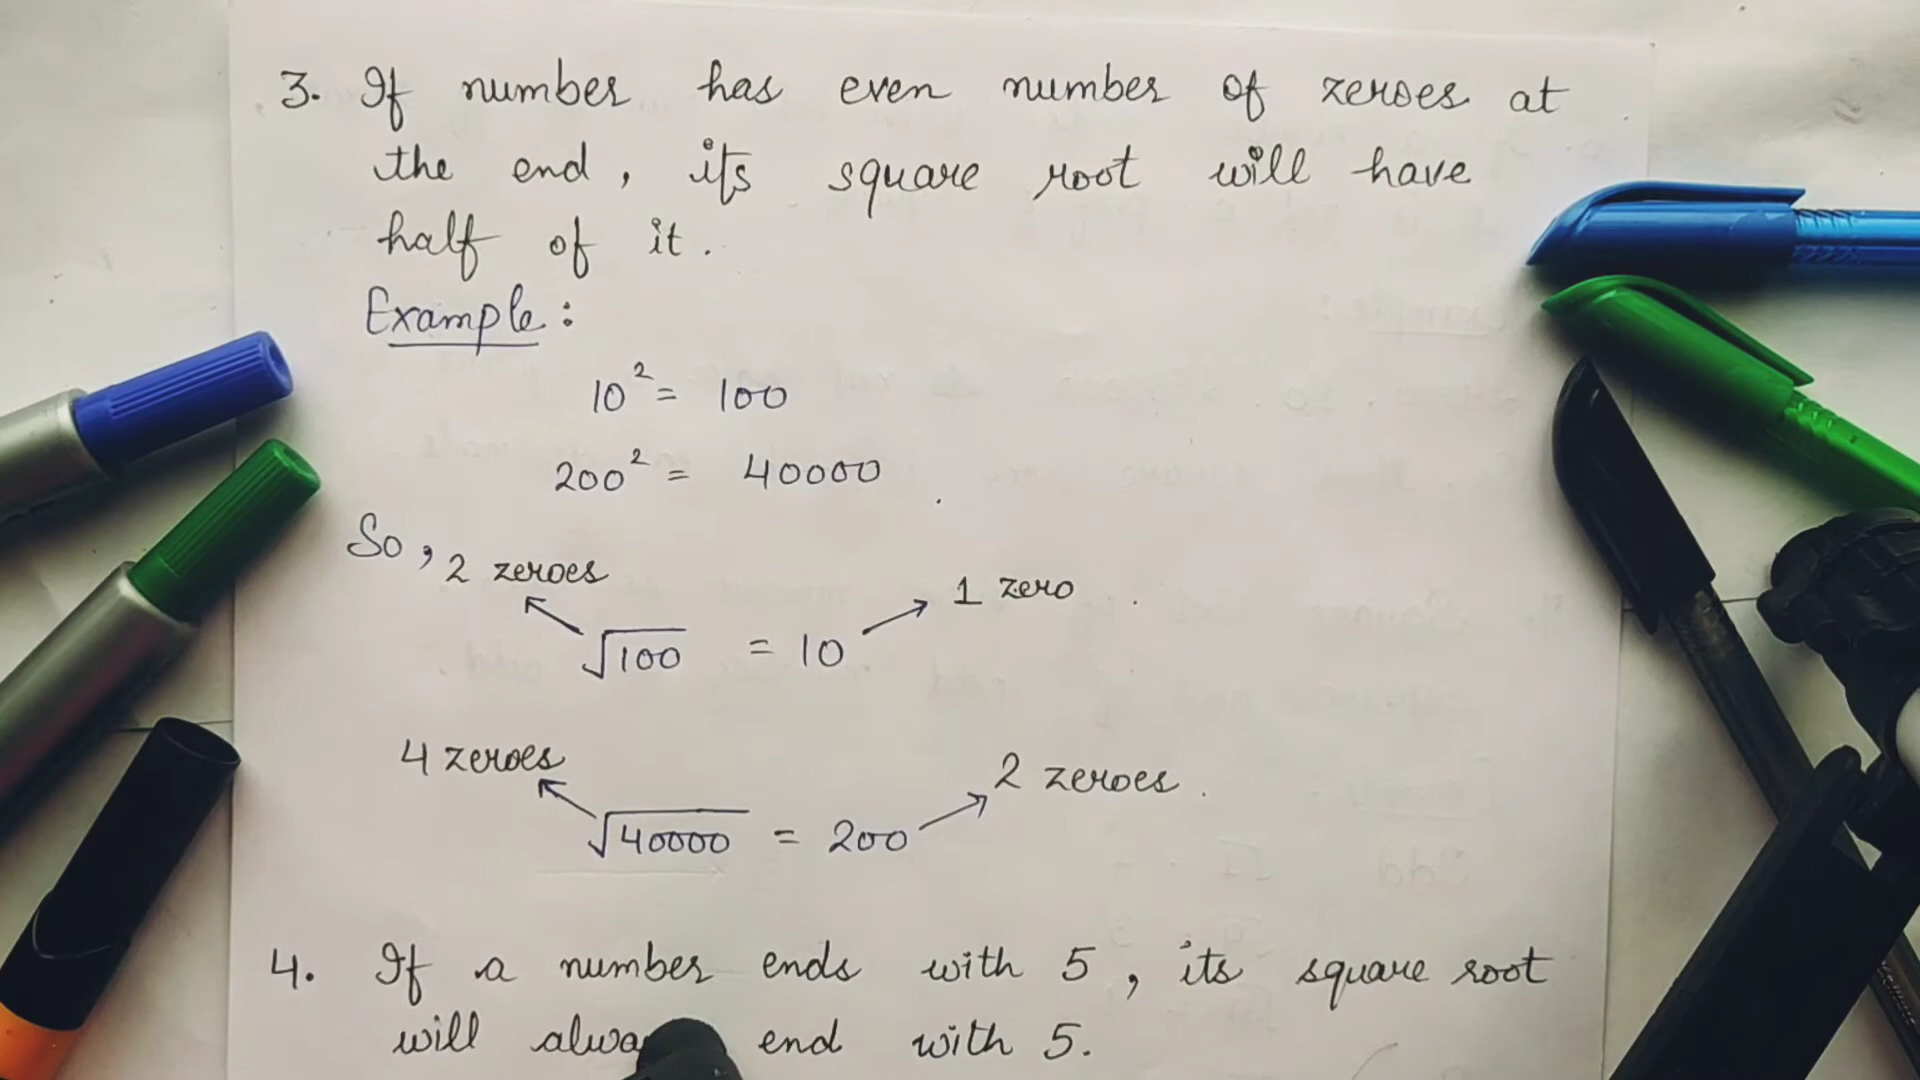 3. If number has even number of zeroes at
the end, its square root will have
half of it.
Example:
10² = 100
200² = 40000
So, 2 zeroes
1 zero
√100 = 10
4 zeroes
2 zeroes
√40000 = 200
4. If a number ends with 5, its square root
will end with 5.